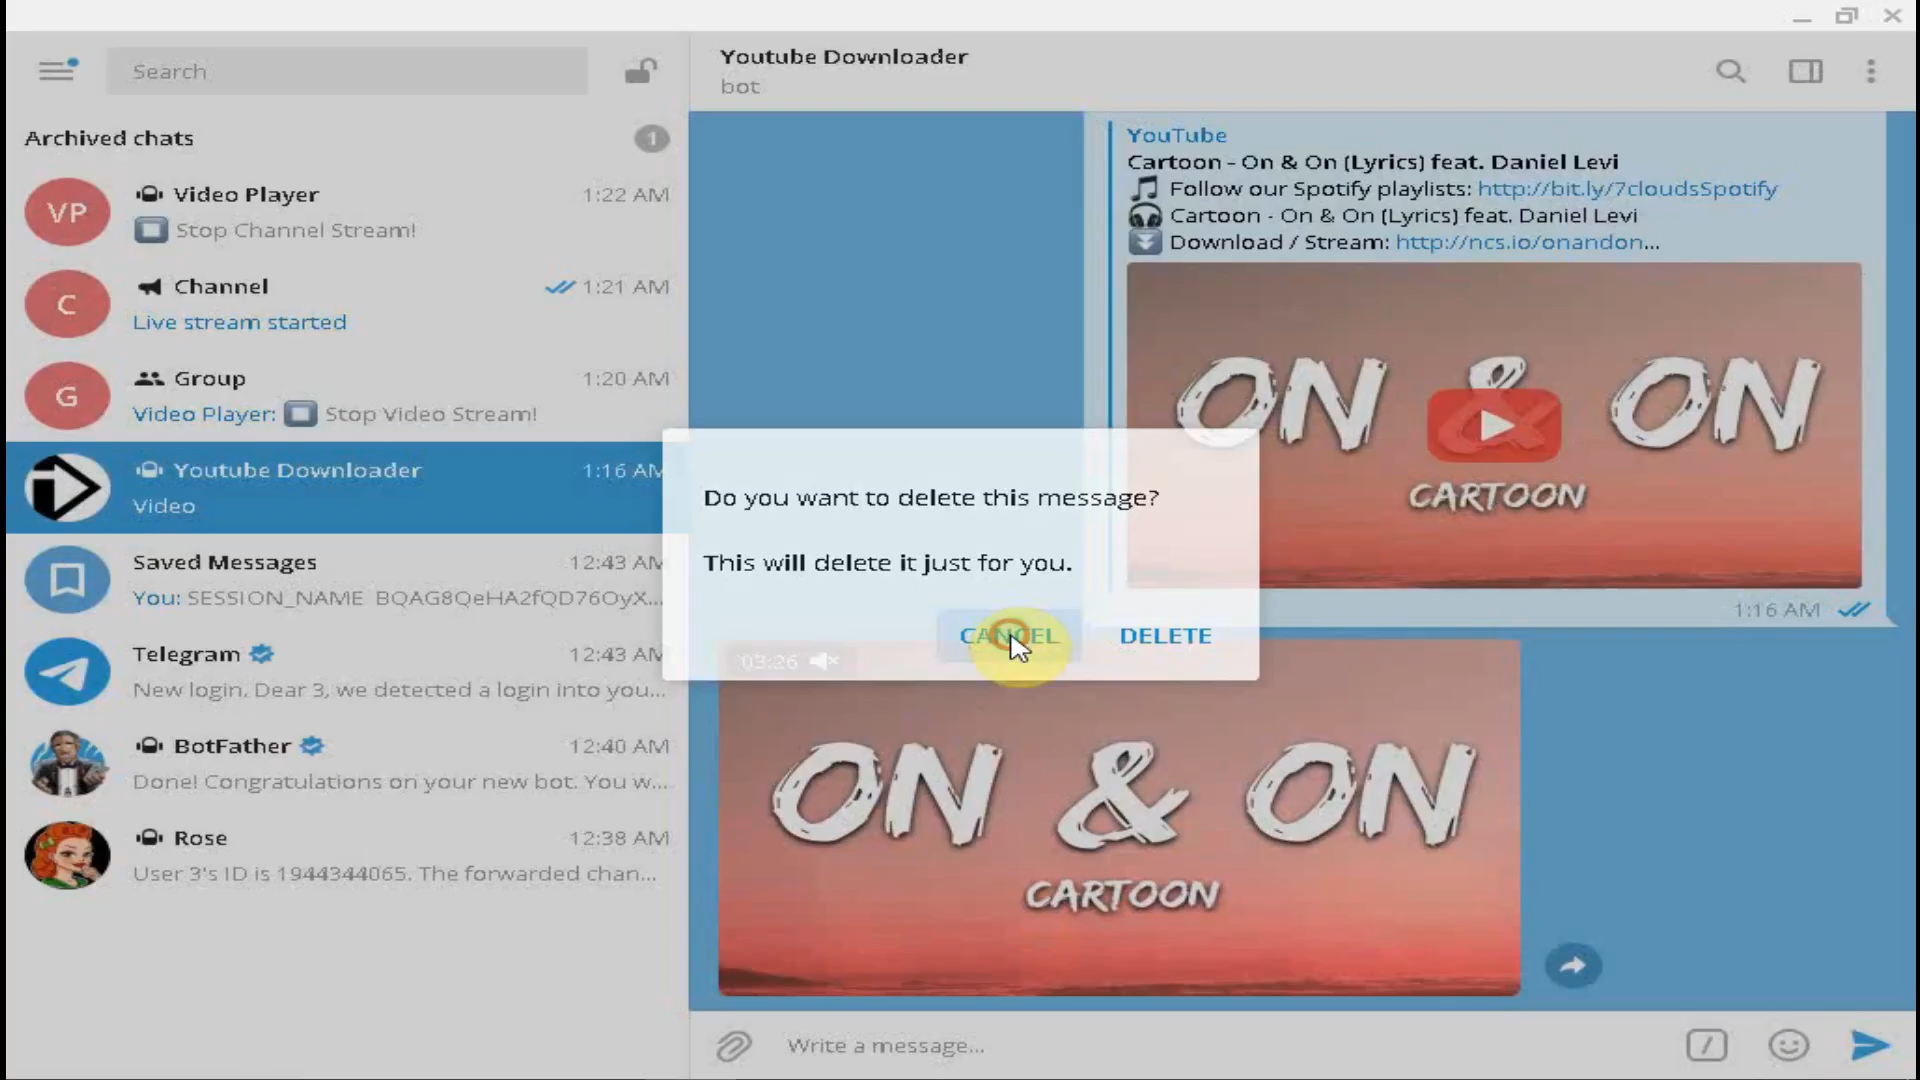 Search
Archived chats
1
VP
Video Player
1:22 AM
Stop Channel Stream!
C
Channel
1:21 AM
Live stream started
G
Group
1:20 AM
Video Player: Stop Video Stream!
Youtube Downloader
1:16 AM
Video
Saved Messages
12:43 AM
You: SESSION_NAME BQAG8QeHA2fQD76OyX...
Telegram
12:43 AM
New login. Dear 3, we detected a login into you...
BotFather
12:40 AM
Done! Congratulations on your new bot. You w...
Rose
12:38 AM
User 3's ID is 1944344065. The forwarded chan...
Youtube Downloader
bot
YouTube
Cartoon - On & On (Lyrics) feat. Daniel Levi
Follow our Spotify playlists: http://bit.ly/7cloudsSpotify
Cartoon - On & On (Lyrics) feat. Daniel Levi
Download / Stream: http://ncs.io/onandon...
ON & ON
CARTOON
1:16 AM
Do you want to delete this message?
This will delete it just for you.
CANCEL
DELETE
03:26
ON & ON
CARTOON
Write a message...
/